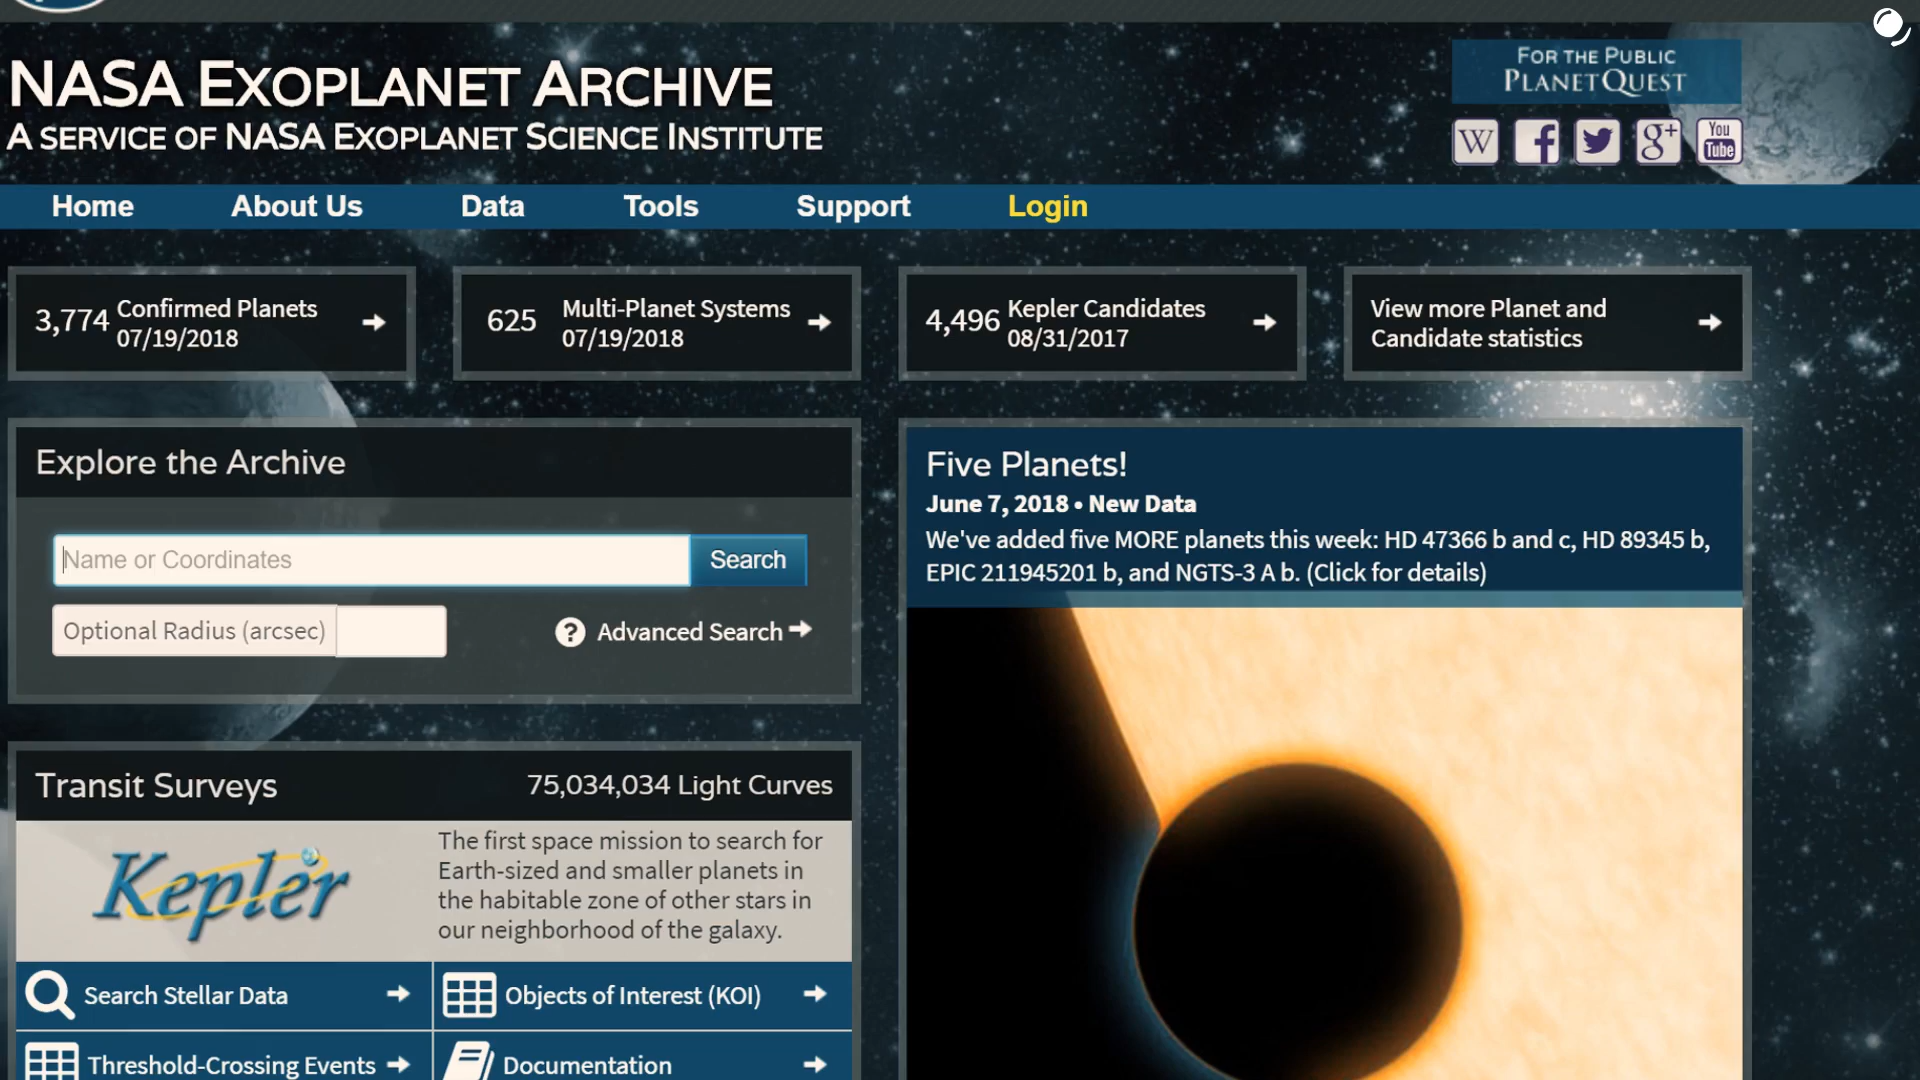 NASA EXOPLANET ARCHIVE
A SERVICE OF NASA EXOPLANET SCIENCE INSTITUTE
FOR THE PUBLIC
PLANETQUEST
W f g+ You Tube
Home About Us Data Tools Support Login
3,774 Confirmed Planets
07/19/2018
625 Multi-Planet Systems
07/19/2018
4,496 Kepler Candidates
08/31/2017
View more Planet and
Candidate statistics
Explore the Archive
Name or Coordinates Search
Optional Radius (arcsec) ? Advanced Search
Five Planets!
June 7, 2018 • New Data
We've added five MORE planets this week: HD 47366 b and c, HD 89345 b,
EPIC 211945201 b, and NGTS-3 A b. (Click for details)
Transit Surveys 75,034,034 Light Curves
Kepler
The first space mission to search for
Earth-sized and smaller planets in
the habitable zone of other stars in
our neighborhood of the galaxy.
Search Stellar Data Objects of Interest (KOI)
Threshold-Crossing Events Documentation